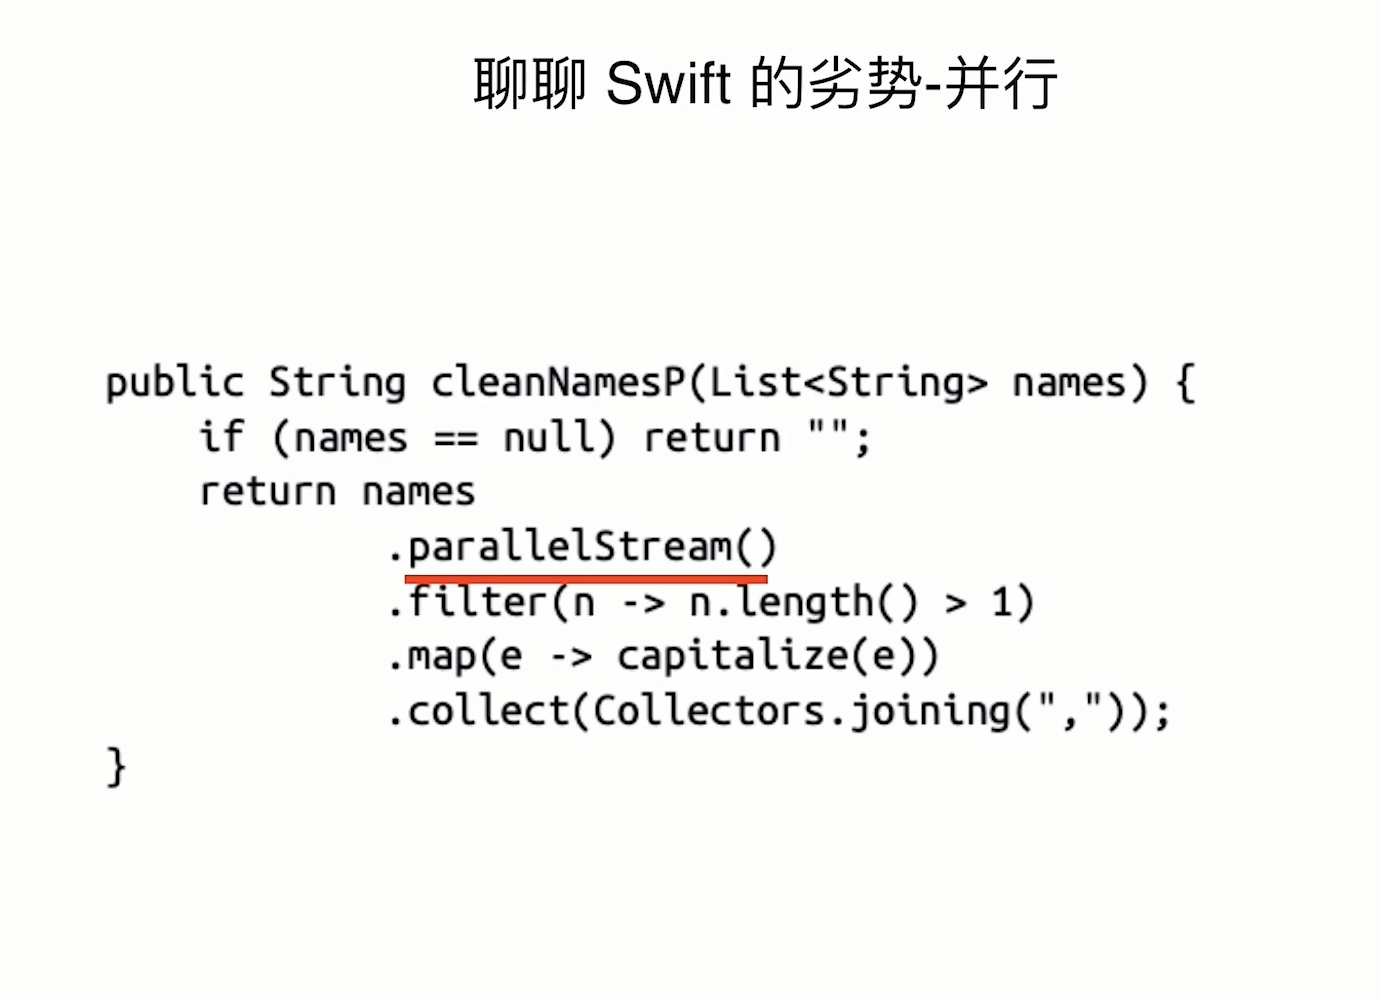 聊聊 Swift 的劣势-并行
public String cleanNamesP(List<String> names) {
    if (names == null) return "";
    return names
            .parallelStream()
            .filter(n -> n.length() > 1)
            .map(e -> capitalize(e))
            .collect(Collectors.joining(","));
}